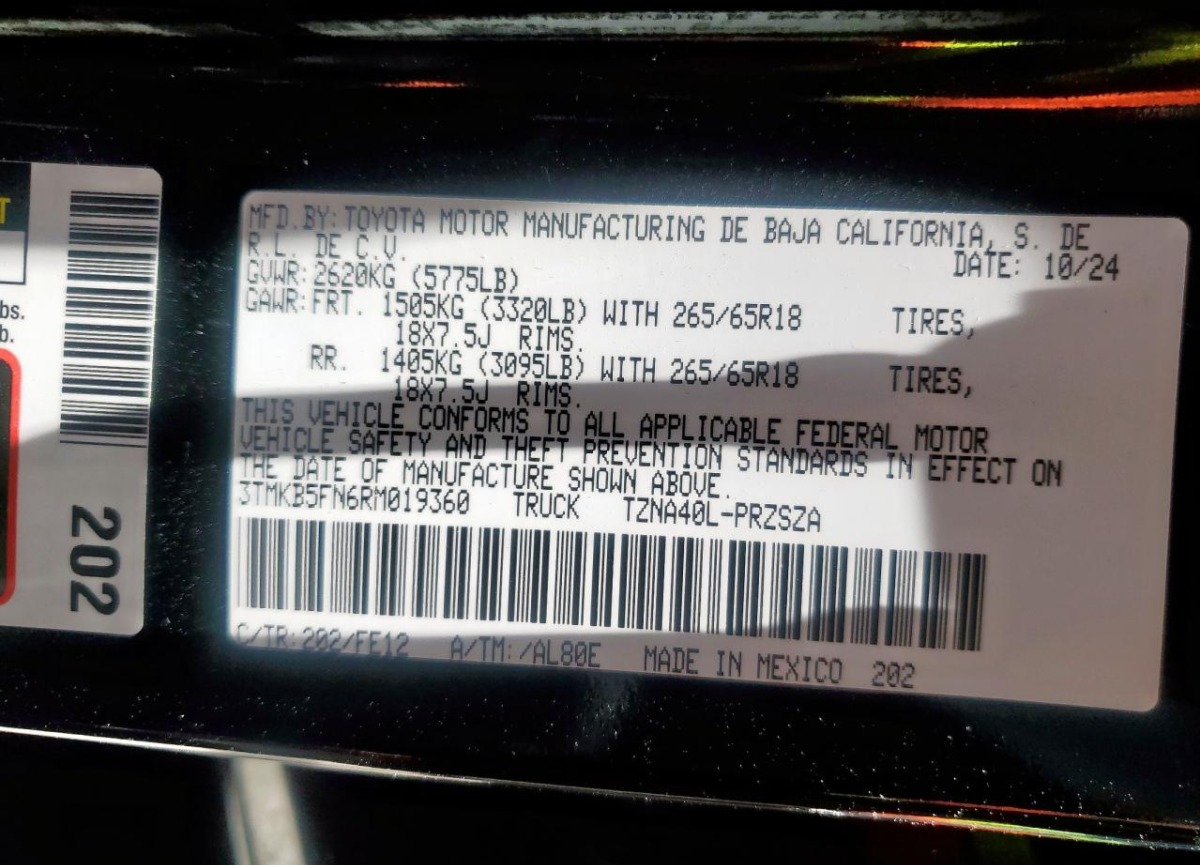 T
bs.
b.
202
MFD.BY: TOYOTA MOTOR MANUFACTURING DE BAJA CALIFORNIA, S. DE
R.L. DE C.V.
DATE: 10/24
GVWR: 2620KG (5775LB)
GAWR: FRT. 1505KG (3320LB) WITH 265/65R18 TIRES,
18X7.5J RIMS.
RR. 1405KG (3095LB) WITH 265/65R18 TIRES,
18X7.5J RIMS.
THIS VEHICLE CONFORMS TO ALL APPLICABLE FEDERAL MOTOR
VEHICLE SAFETY AND THEFT PREVENTION STANDARDS IN EFFECT ON
THE DATE OF MANUFACTURE SHOWN ABOVE.
3TMKB5FN6RM019360 TRUCK TZNA40L-PRZSZA
C/TR: 202/FE12 A/TM: /AL80E MADE IN MEXICO 202